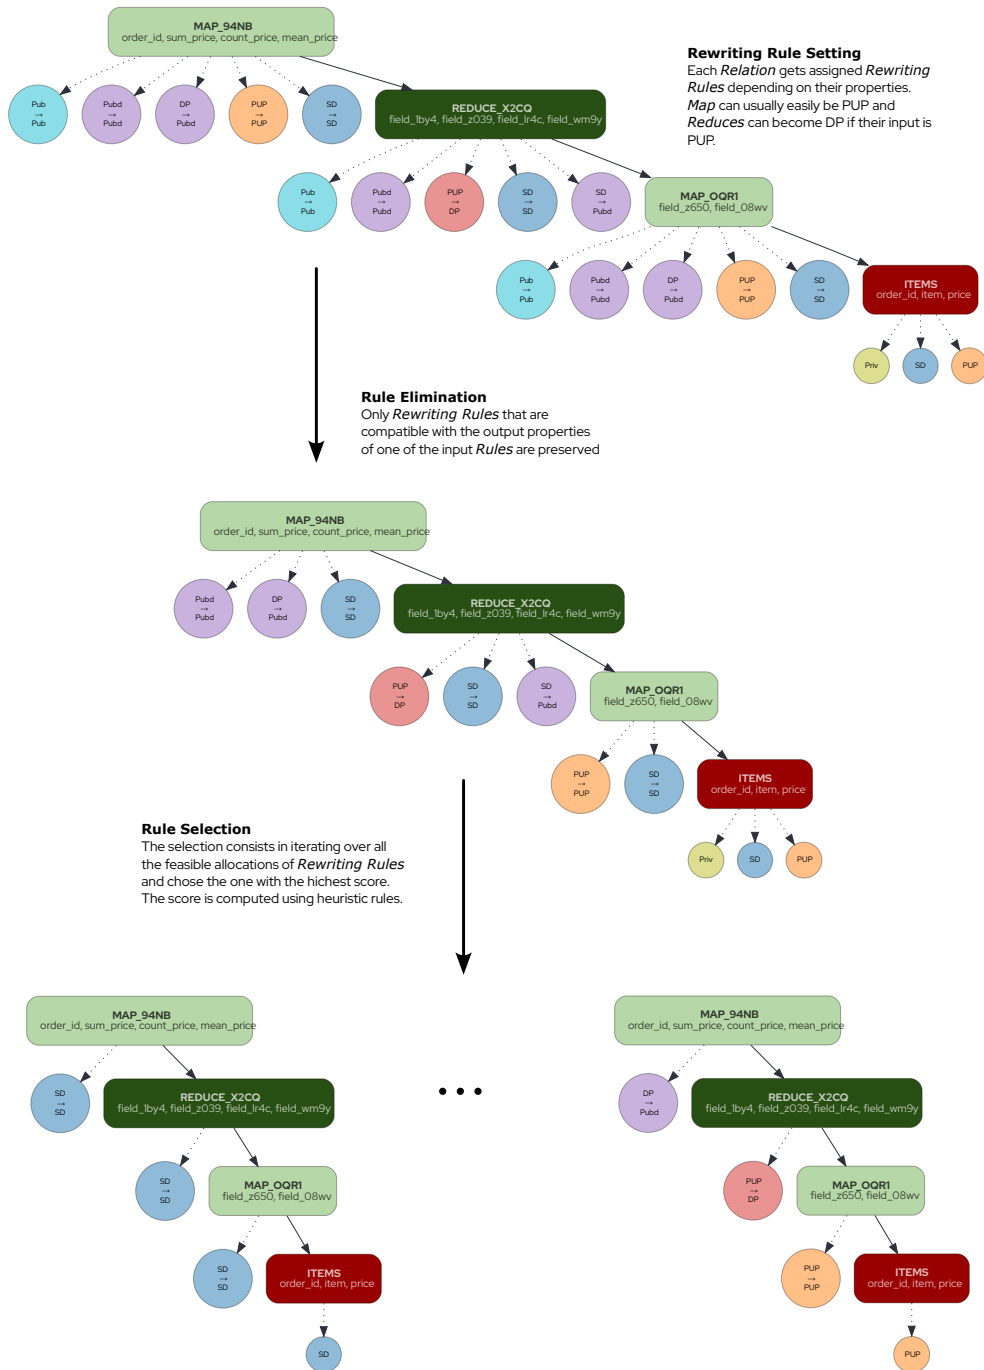 MAP_94NB
order_id, sum_price, count_price, mean_price
Rewriting Rule Setting
Each Relation gets assigned Rewriting
Rules depending on their properties.
Map can usually easily be PUP and
Reduces can become DP if their input is
PUP.
Pub
→
Pub
Pubd
→
Pubd
DP
→
Pubd
PUP
→
PUP
SD
→
SD
REDUCE_X2CQ
field_1by4, field_z039, field_lr4c, field_wm9y
Pub
→
Pub
Pubd
→
Pubd
PUP
→
DP
SD
→
SD
SD
→
Pubd
MAP_OQR1
field_z650, field_08wv
Pub
→
Pub
Pubd
→
Pubd
DP
→
Pubd
PUP
→
PUP
SD
→
SD
ITEMS
order_id, item, price
Priv
SD
PUP
Rule Elimination
Only Rewriting Rules that are
compatible with the output properties
of one of the input Rules are preserved
MAP_94NB
order_id, sum_price, count_price, mean_price
Pubd
→
Pubd
DP
→
Pubd
SD
→
SD
REDUCE_X2CQ
field_1by4, field_z039, field_lr4c, field_wm9y
PUP
→
DP
SD
→
SD
SD
→
Pubd
MAP_OQR1
field_z650, field_08wv
PUP
→
PUP
SD
→
SD
ITEMS
order_id, item, price
Priv
SD
PUP
Rule Selection
The selection consists in iterating over all
the feasible allocations of Rewriting Rules
and chose the one with the highest score.
The score is computed using heuristic rules.
MAP_94NB
order_id, sum_price, count_price, mean_price
SD
→
SD
REDUCE_X2CQ
field_1by4, field_z039, field_lr4c, field_wm9y
SD
→
SD
MAP_OQR1
field_z650, field_08wv
SD
→
SD
ITEMS
order_id, item, price
SD
...
MAP_94NB
order_id, sum_price, count_price, mean_price
DP
→
Pubd
REDUCE_X2CQ
field_1by4, field_z039, field_lr4c, field_wm9y
PUP
→
DP
MAP_OQR1
field_z650, field_08wv
PUP
→
PUP
ITEMS
order_id, item, price
PUP